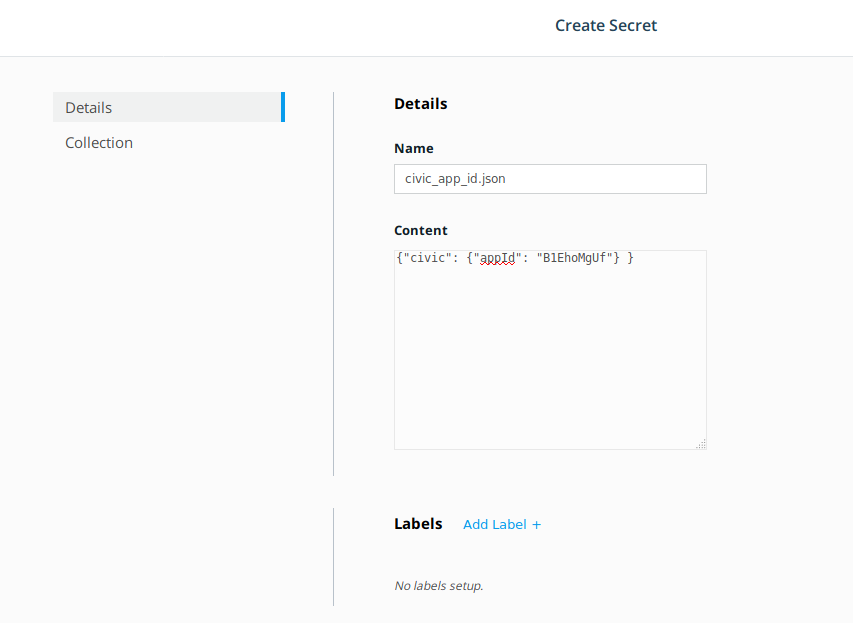 Create Secret
Details
Collection
Details
Name
civic_app_id.json
Content
{"civic": {"appId": "B1EhoMgUf"} }
Labels
Add Label +
No labels setup.